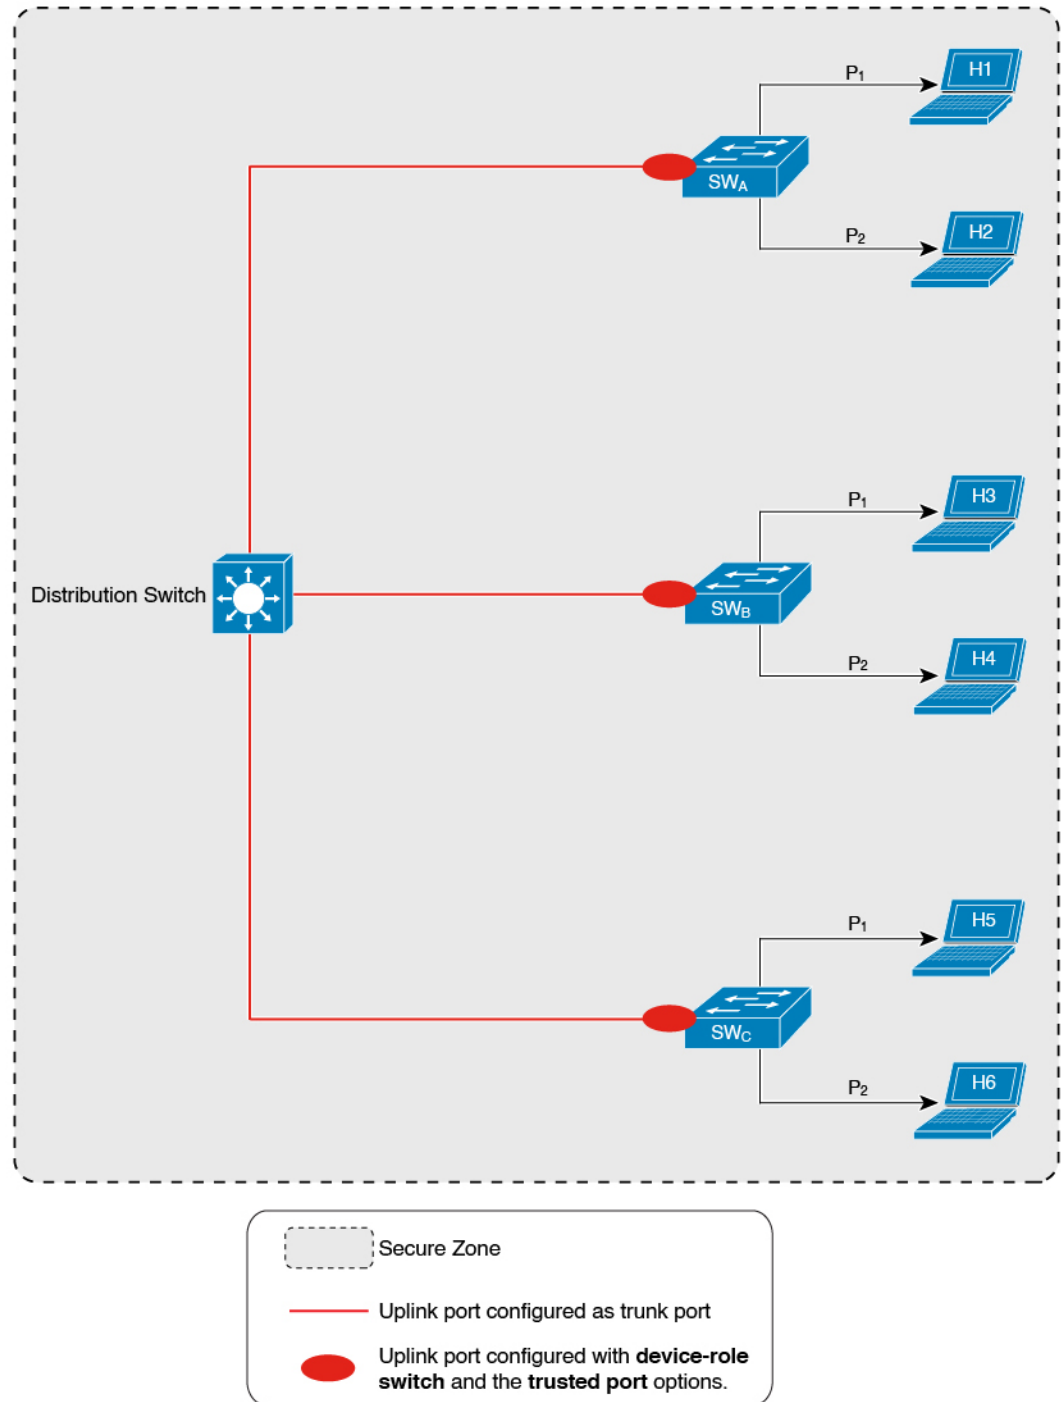 P₁
H1
SWA
P₂
H2
P₁
H3
Distribution Switch
SWB
P₂
H4
P₁
H5
SWC
P₂
H6
Secure Zone
Uplink port configured as trunk port
Uplink port configured with device-role
switch and the trusted port options.